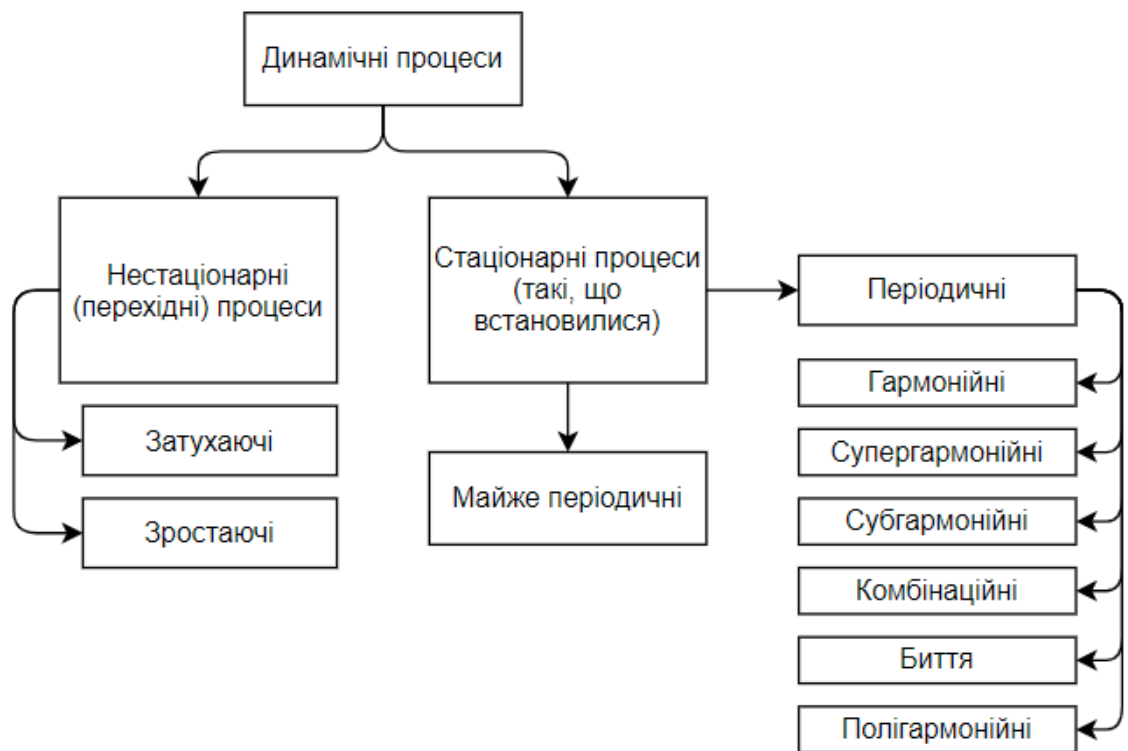 Динамічні процеси
Нестаціонарні
(перехідні) процеси
Затухаючі
Зростаючі
Стаціонарні процеси
(такі, що
встановилися)
Майже періодичні
Періодичні
Гармонійні
Супергармонійні
Субгармонійні
Комбінаційні
Биття
Полігармонійні